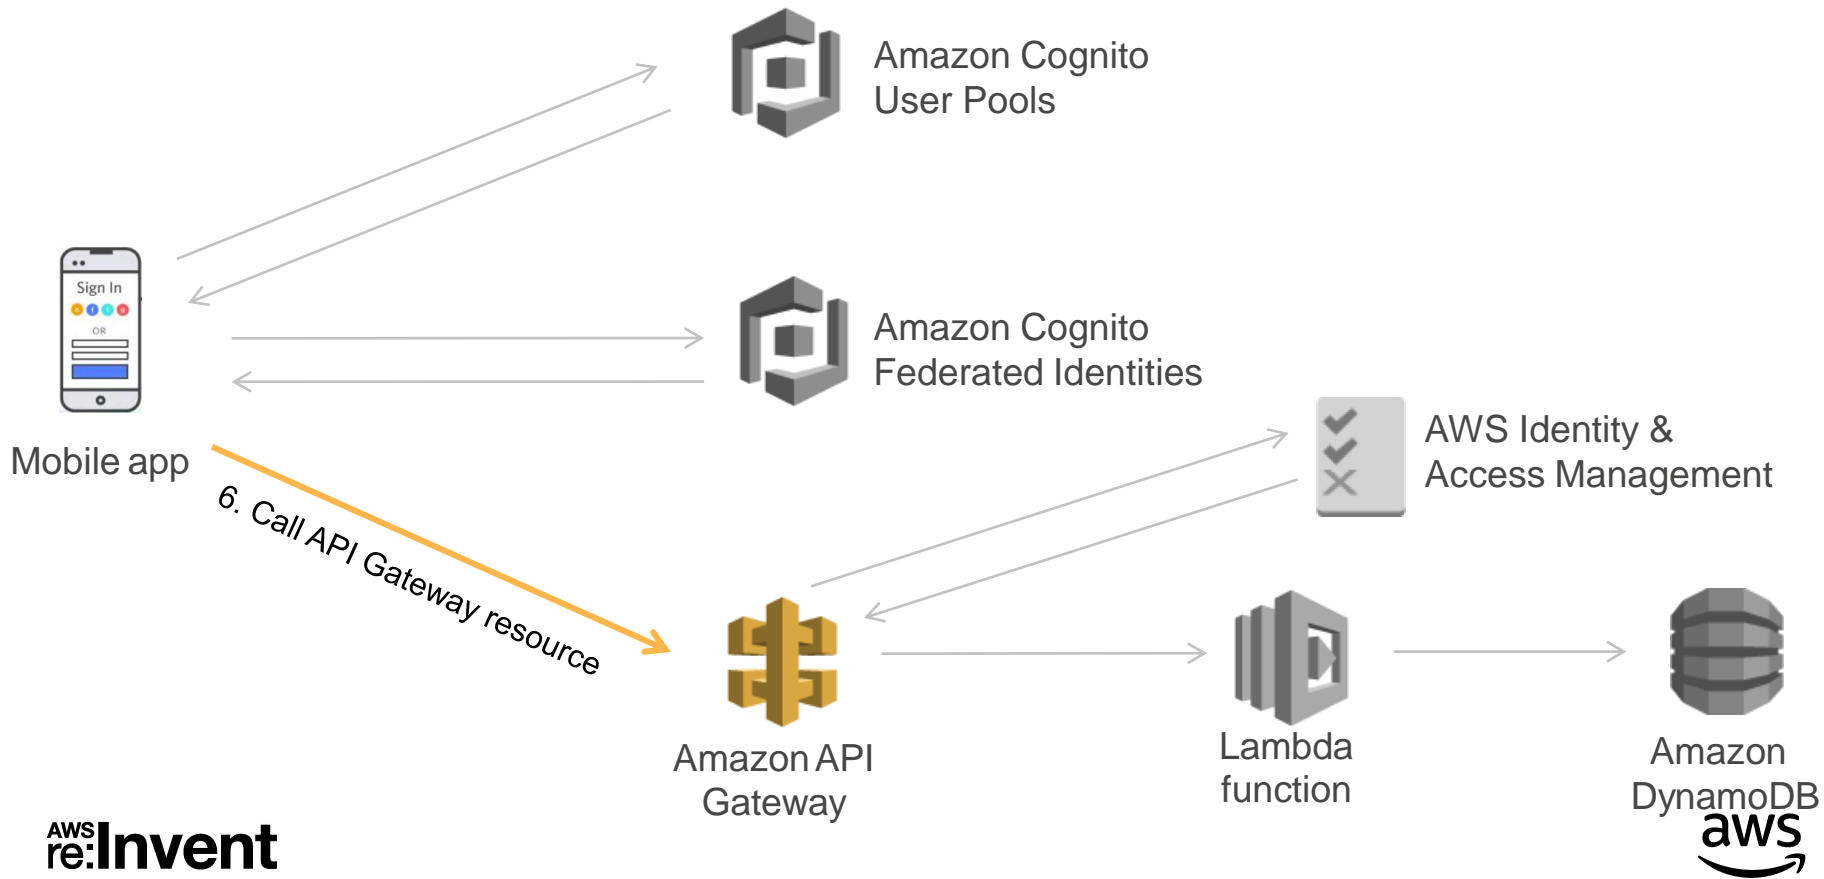 Amazon Cognito
User Pools
Sign In
OR
Amazon Cognito
Federated Identities
AWS Identity &
Access Management
Mobile app
6. Call API Gateway resource
Amazon API
Gateway
Lambda
function
Amazon
DynamoDB
AWS
re:Invent
aws